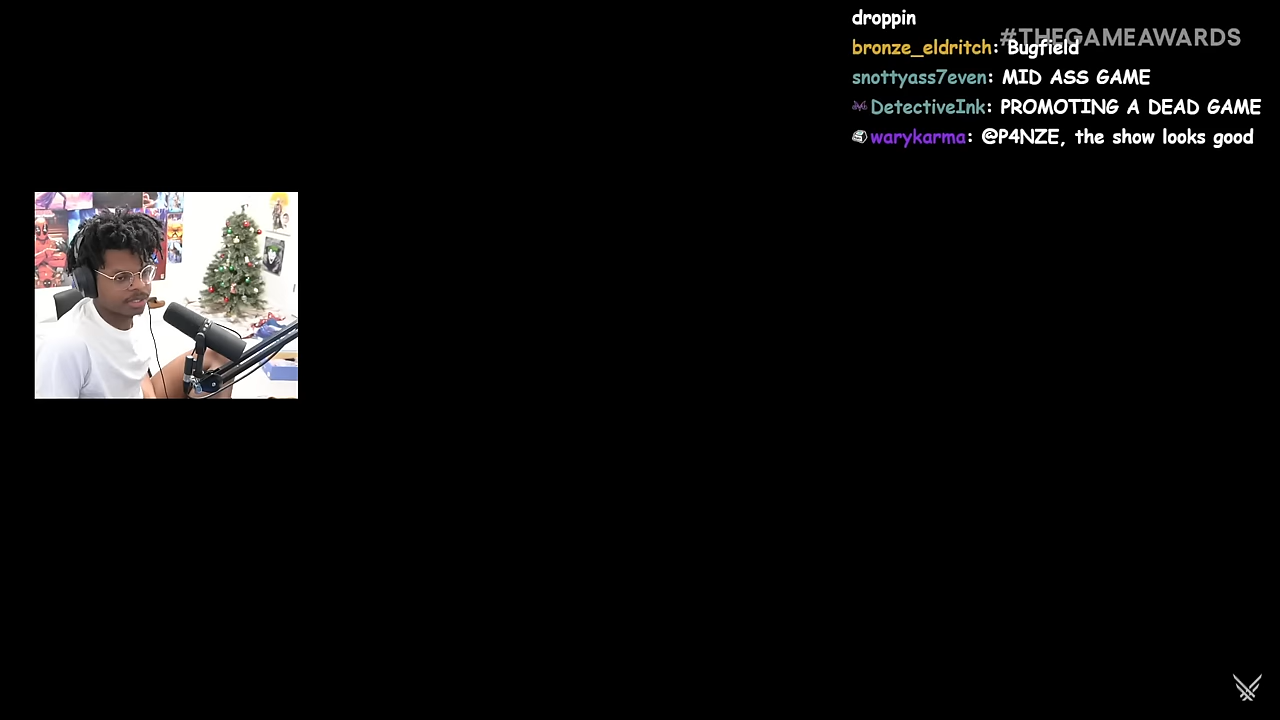 droppin
#THEGAMEAWARDS
bronze_eldritch: Bugfield
snottyass7even: MID ASS GAME
DetectiveInk: PROMOTING A DEAD GAME
warykarma: @P4NZE, the show looks good